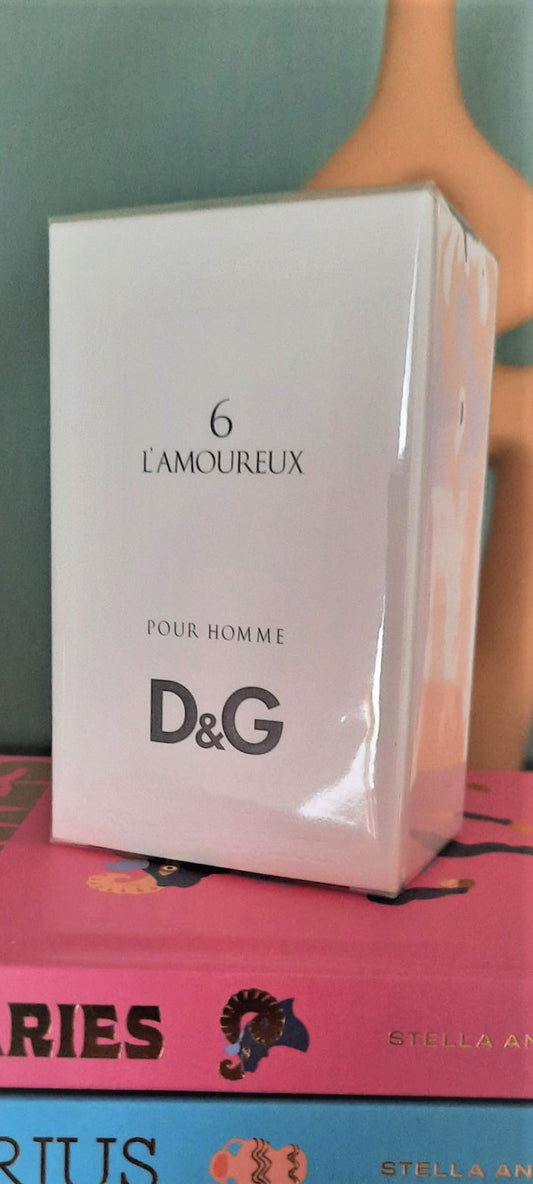 6
L'AMOUREUX
POUR HOMME
D&G
ARIES STELLA AN
RIUS STELLA AN